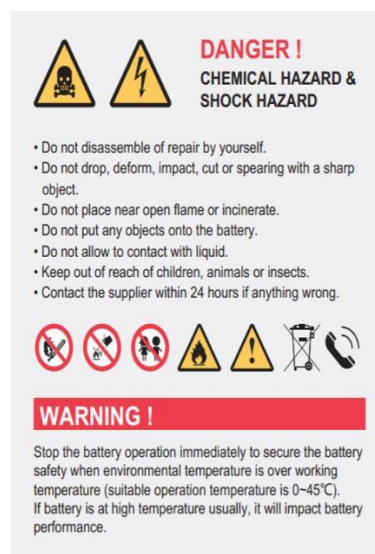 DANGER !
CHEMICAL HAZARD &
SHOCK HAZARD
• Do not disassemble of repair by yourself.
• Do not drop, deform, impact, cut or spearing with a sharp
object.
• Do not place near open flame or incinerate.
• Do not put any objects onto the battery.
• Do not allow to contact with liquid.
• Keep out of reach of children, animals or insects.
• Contact the supplier within 24 hours if anything wrong.
WARNING !
Stop the battery operation immediately to secure the battery
safety when environmental temperature is over working
temperature (suitable operation temperature is 0~45℃).
If battery is at high temperature usually, it will impact battery
performance.